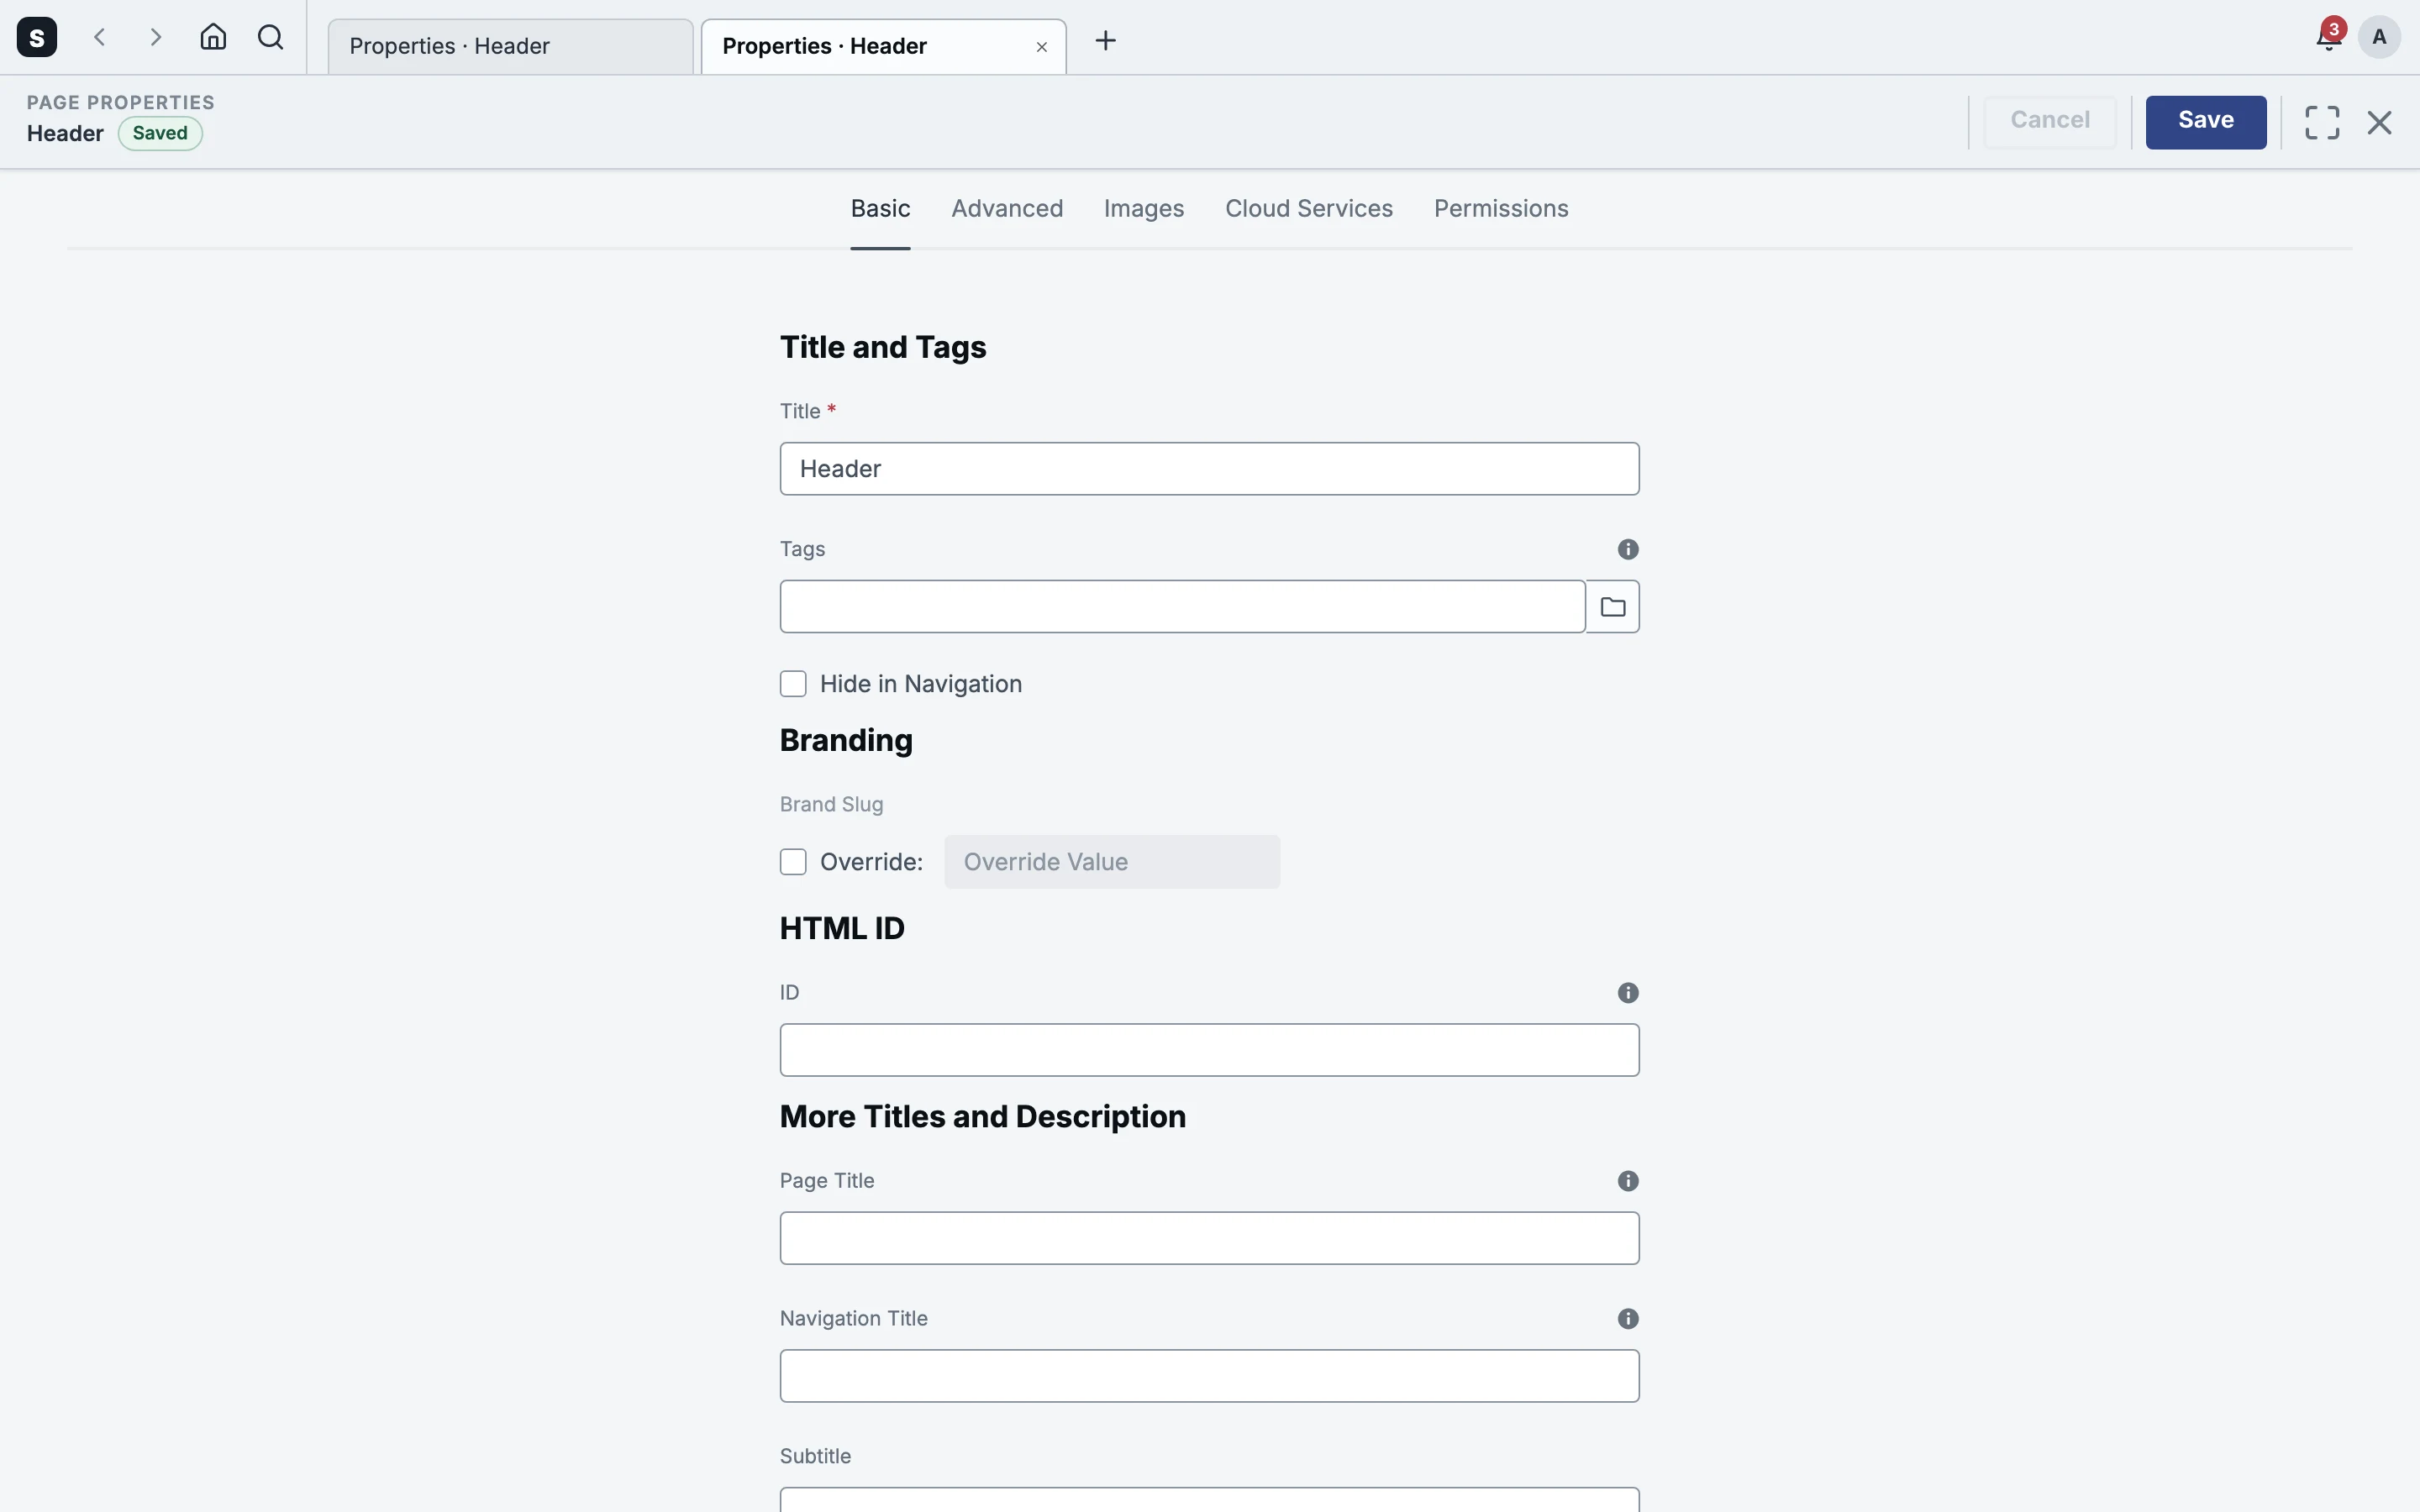 S
Properties · Header
Properties · Header
3
A
PAGE PROPERTIES
Header
Saved
Cancel
Save
Basic
Advanced
Images
Cloud Services
Permissions
Title and Tags
Title *
Header
Tags
Hide in Navigation
Branding
Brand Slug
Override:
Override Value
HTML ID
ID
More Titles and Description
Page Title
Navigation Title
Subtitle